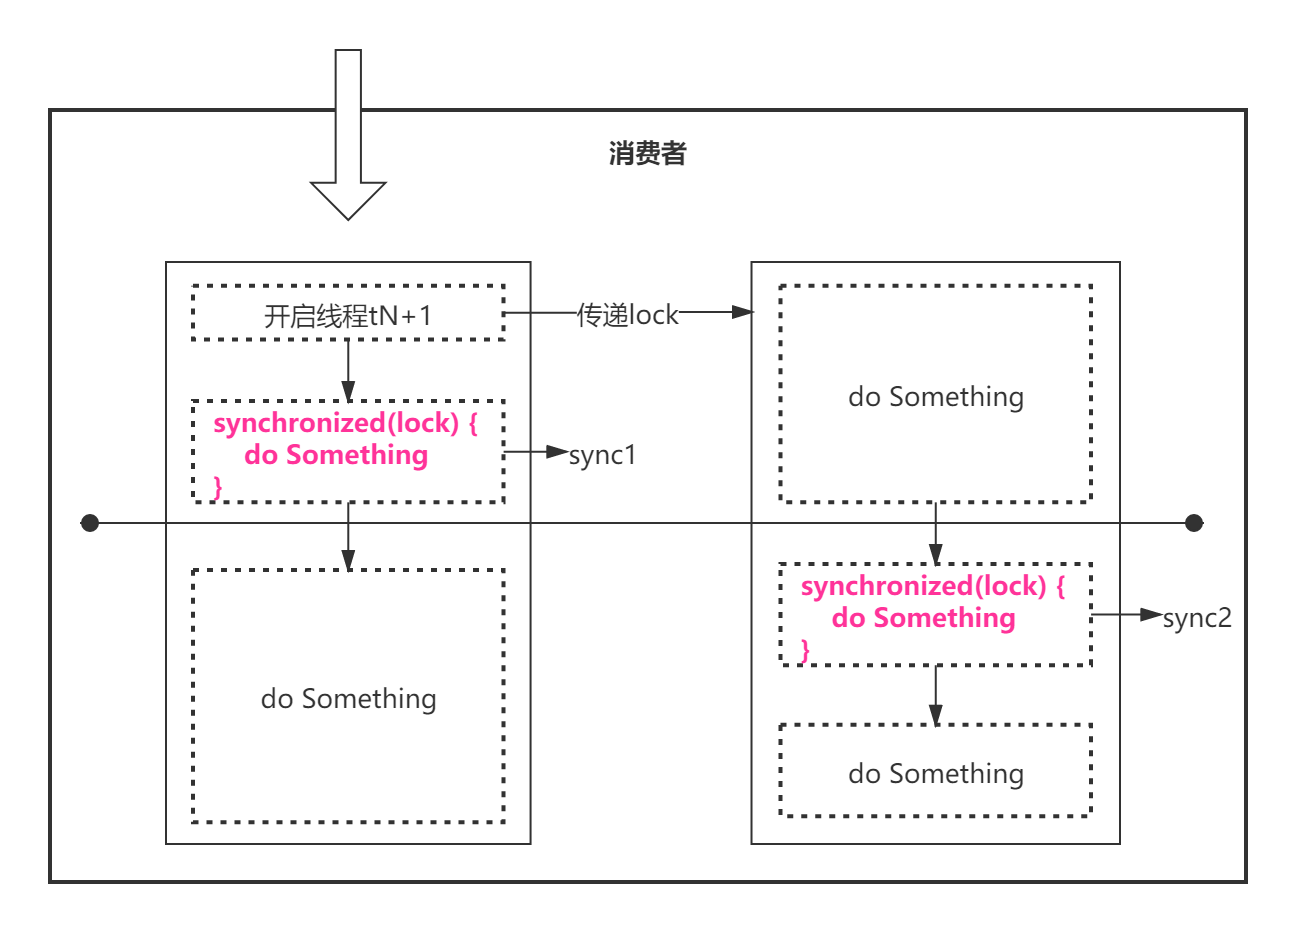 消费者
开启线程tN+1
传递lock
do Something
synchronized(lock) {
do Something
}
sync1
synchronized(lock) {
do Something
}
sync2
do Something
do Something